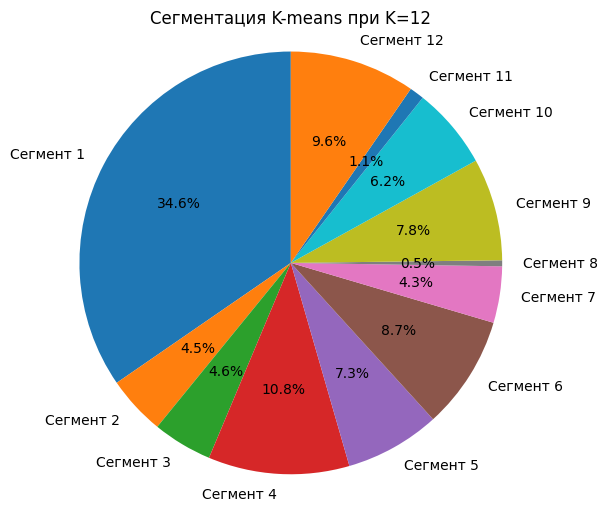 Сегментация K-means при K=12
Сегмент 12
Сегмент 11
Сегмент 10
Сегмент 1
9.6%
1.1%
6.2%
34.6%
Сегмент 9
7.8%
0.5%
Сегмент 8
4.3%
Сегмент 7
8.7%
4.5%
4.6%
7.3%
10.8%
Сегмент 6
Сегмент 2
Сегмент 3
Сегмент 5
Сегмент 4